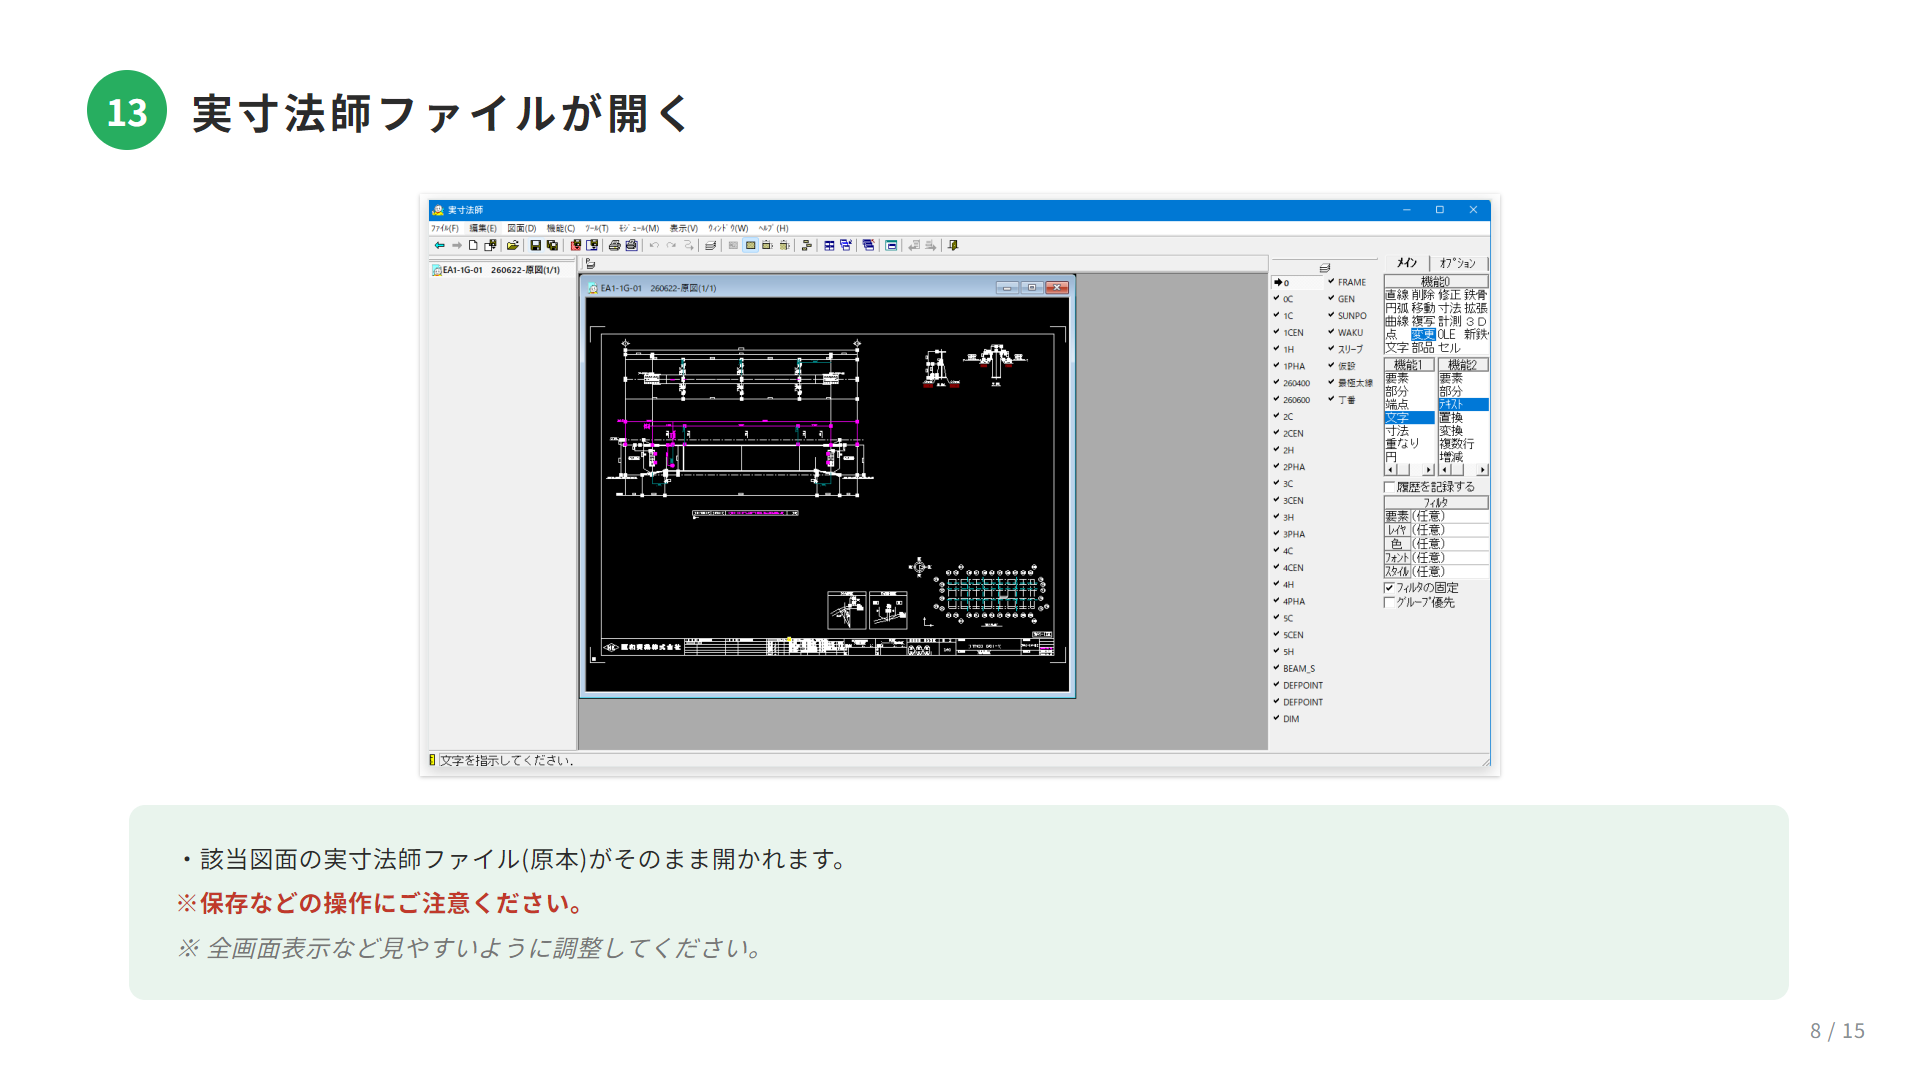 13 実寸法師ファイルが開く
実寸法師
ﾌｧｲﾙ(F) 編集(E) 図面(D) 機能(C) ﾂｰﾙ(T) ﾓｼﾞｭｰﾙ(M) 表示(V) ｳｨﾝﾄﾞｳ(W) ﾍﾙﾌﾟ(H)
EA1-1G-01 260622-原図(1/1)
EA1-1G-01 260622-原図(1/1)
0
0C
1C
1CEN
1H
1PHA
260400
260600
2C
2CEN
2H
2PHA
3C
3CEN
3H
3PHA
4C
4CEN
4H
4PHA
5C
5CEN
5H
BEAM_S
DEFPOINT
DEFPOINT
DIM
FRAME
GEN
SUNPO
WAKU
スリーブ
仮設
最極太線
丁番
ﾒｲﾝ ｵﾌﾟｼｮﾝ
機能0
直線 削除 修正 鉄骨
円弧 移動 寸法 拡張
曲線 複写 計測 ３Ｄ
点 変更 OLE 新鉄
文字 部品 セル
機能1
要素
部分
端点
文字
寸法
重なり
円
機能2
要素
部分
ﾃｷｽﾄ
置換
変換
複数行
増減
履歴を記録する
ﾌｨﾙﾀ
要素 (任意)
ﾚｲﾔ (任意)
色 (任意)
ﾌｫﾝﾄ (任意)
ｽﾀｲﾙ (任意)
ﾌｨﾙﾀの固定
ｸﾞﾙｰﾌﾟ優先
文字を指示してください.
・該当図面の実寸法師ファイル(原本)がそのまま開かれます。
※保存などの操作にご注意ください。
※ 全画面表示など見やすいように調整してください。
8 / 15